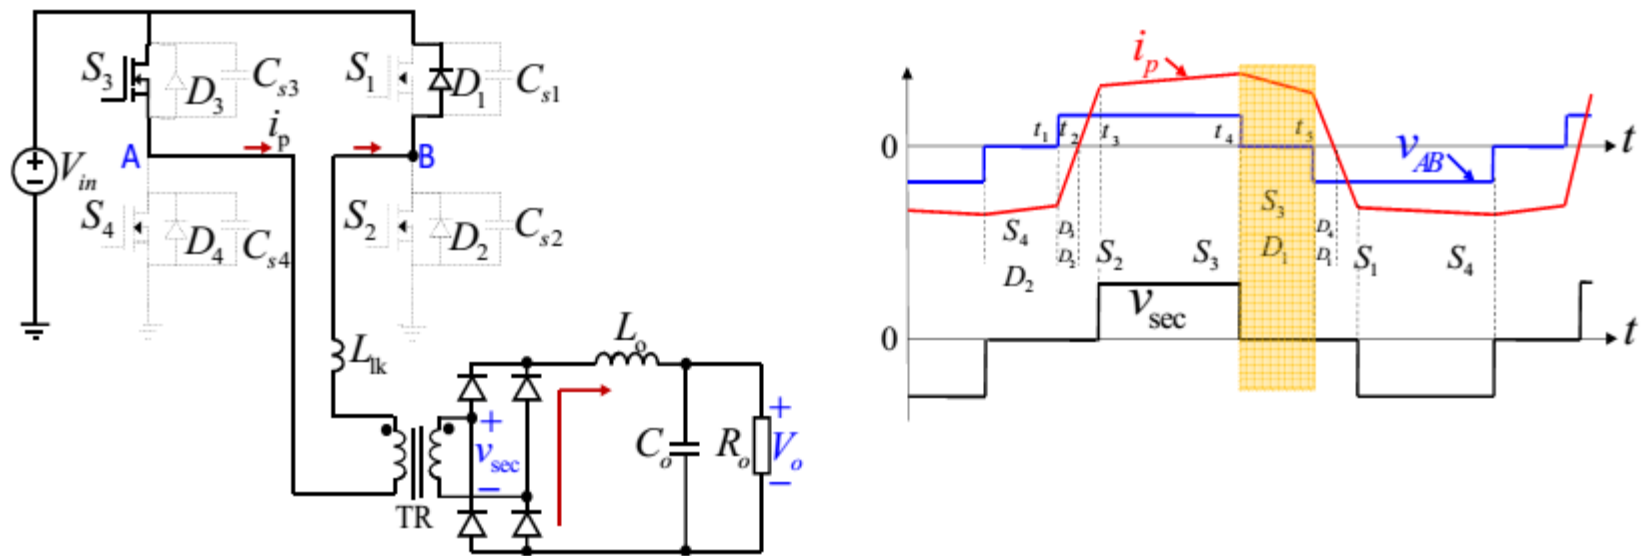 S3
D3
Cs3
S1
D1
Cs1
ip
A
B
+
−
Vin
S4
D4
Cs4
S2
D2
Cs2
Llk
Lo
+
vsec
−
TR
Co
Ro
+
Vo
−
ip
t1 t2 t3 t4 t5
0
t
vAB
S4
D2
D3
D2
S2
S3
S3
D1
D4
D1
S1
S4
vsec
0
t